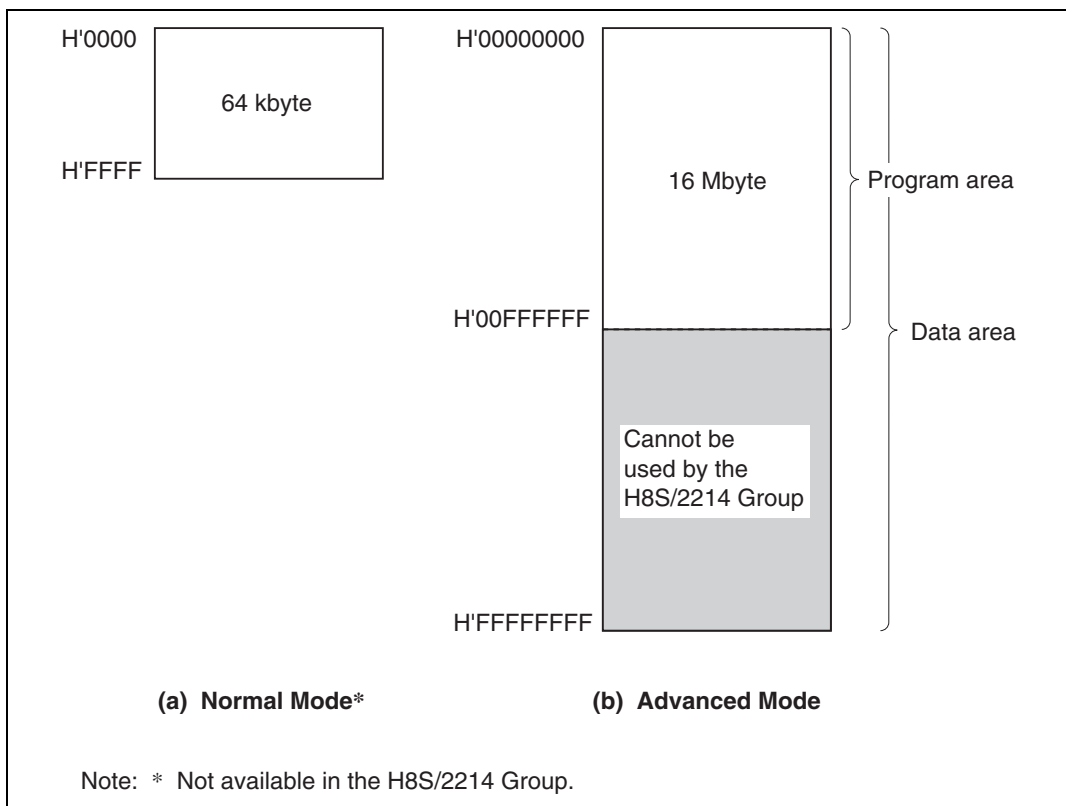 H'0000
64 kbyte
H'FFFF
H'00000000
16 Mbyte
Program area
H'00FFFFFF
Data area
Cannot be
used by the
H8S/2214 Group
H'FFFFFFFF
(a) Normal Mode*
(b) Advanced Mode
Note: * Not available in the H8S/2214 Group.